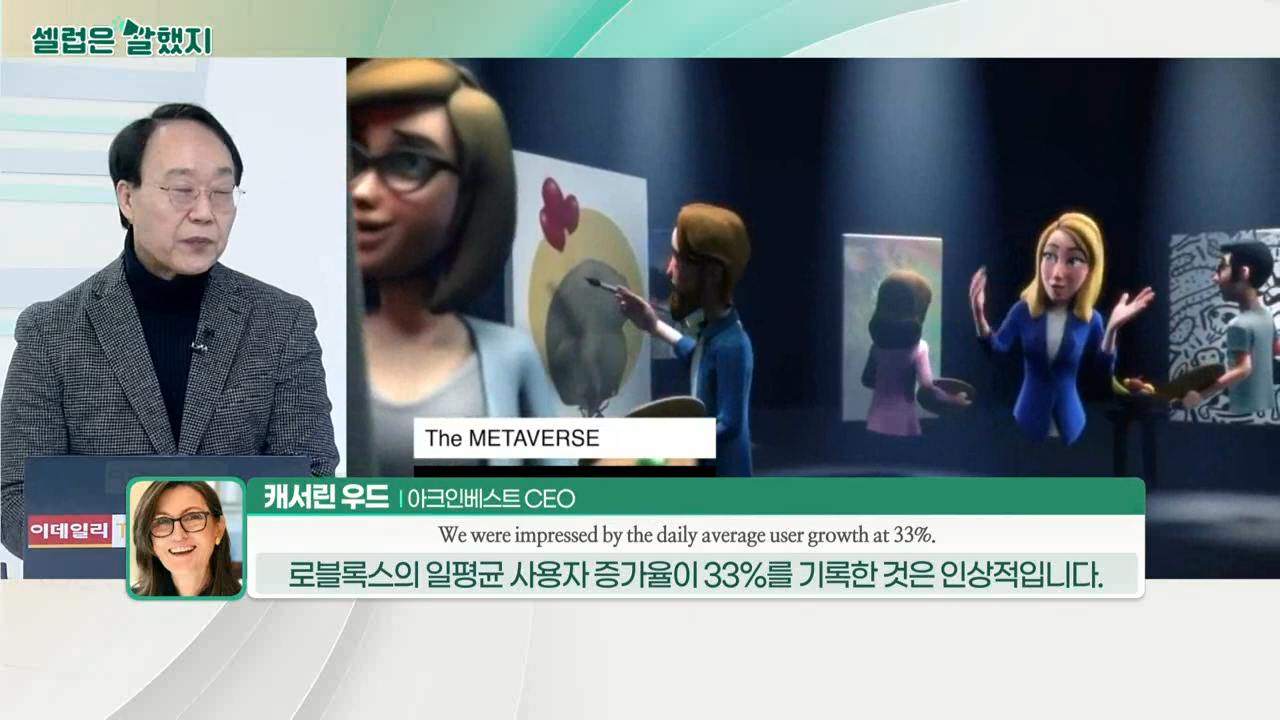 셀럽은 말했지
The METAVERSE
이데일리 T
캐서린 우드 | 아크인베스트 CEO
We were impressed by the daily average user growth at 33%.
로블록스의 일평균 사용자 증가율이 33%를 기록한 것은 인상적입니다.